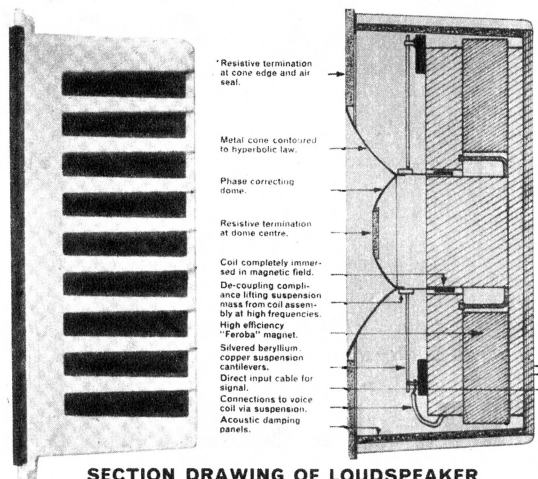 Resistive termination
at cone edge and air
seal.
Metal cone contoured
to hyperbolic law.
Phase correcting
dome.
Resistive termination
at dome centre.
Coil completely immer-
sed in magnetic field.
De-coupling compli-
ance lifting suspension
mass from coil assem-
bly at high frequencies.
High efficiency
"Feroba" magnet.
Silvered beryllium
copper suspension
cantilevers.
Direct input cable for
signal.
Connections to voice
coil via suspension.
Acoustic damping
panels.
SECTION DRAWING OF LOUDSPEAKER